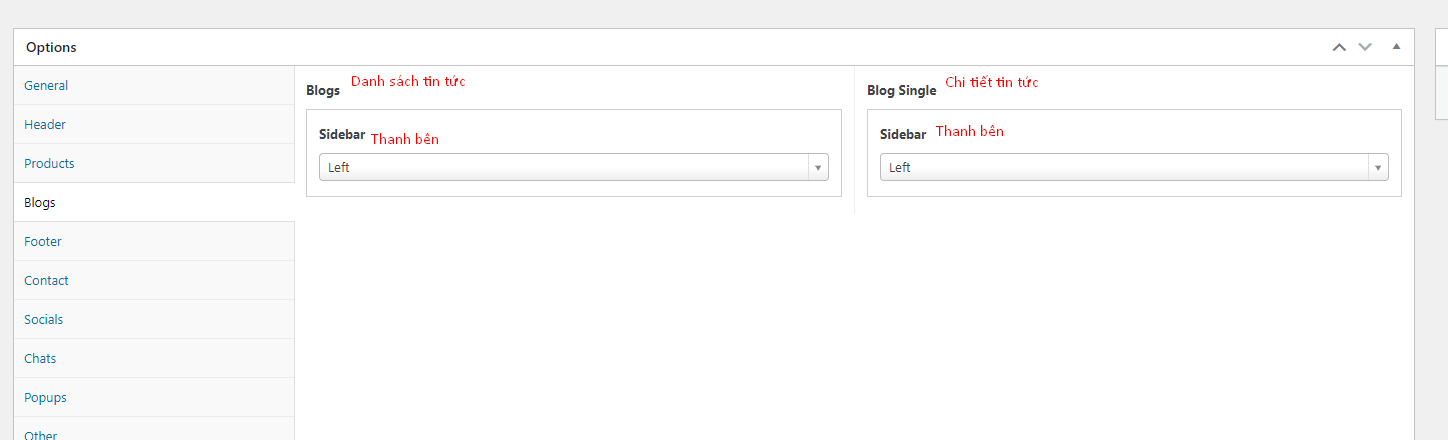 Options
General
Header
Products
Blogs
Footer
Contact
Socials
Chats
Popups
Other
Blogs Danh sách tin tức
Sidebar Thanh bên
Left
Blog Single Chi tiết tin tức
Sidebar Thanh bên
Left